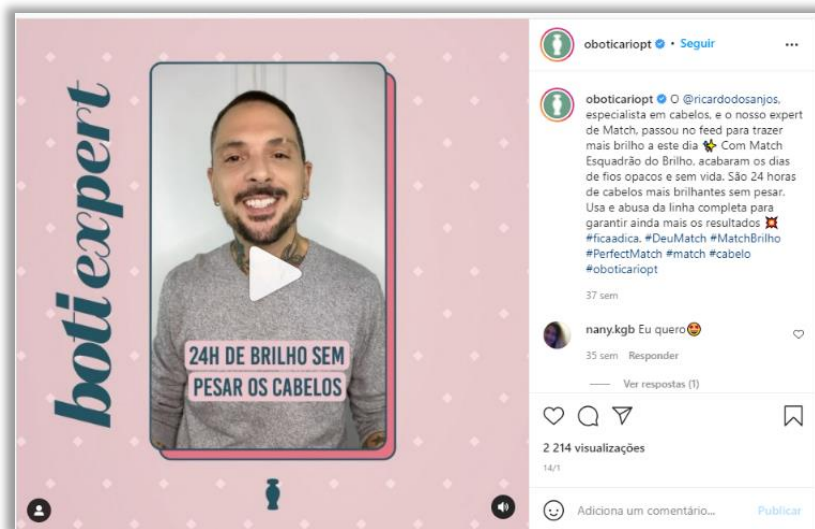 botiexpert
24H DE BRILHO SEM
PESAR OS CABELOS
oboticariopt • Seguir
oboticariopt O @ricardodosanjos,
especialista em cabelos, e o nosso expert
de Match, passou no feed para trazer
mais brilho a este dia ✨ Com Match
Esquadrão do Brilho, acabaram os dias
de fios opacos e sem vida. São 24 horas
de cabelos mais brilhantes sem pesar.
Usa e abusa da linha completa para
garantir ainda mais os resultados 💥
#ficaadica. #DeuMatch #MatchBrilho
#PerfectMatch #match #cabelo
#oboticariopt
37 sem
nany.kgb Eu quero🤩
35 sem Responder
Ver respostas (1)
2 214 visualizações
14/1
Adiciona um comentário... Publicar